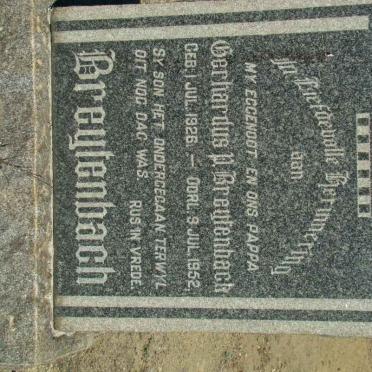 In Liefdevolle Herinnering
aan
MY EGGENOOT EN ONS PAPPA
Gerhardus P. Breytenbach
GEB. 1 JUL. 1926 — OORL. 9 JUL. 1952.
SY SON HET ONDERGEGAAN TERWYL
DIT NOG DAG WAS. RUS IN VREDE.
Breytenbach